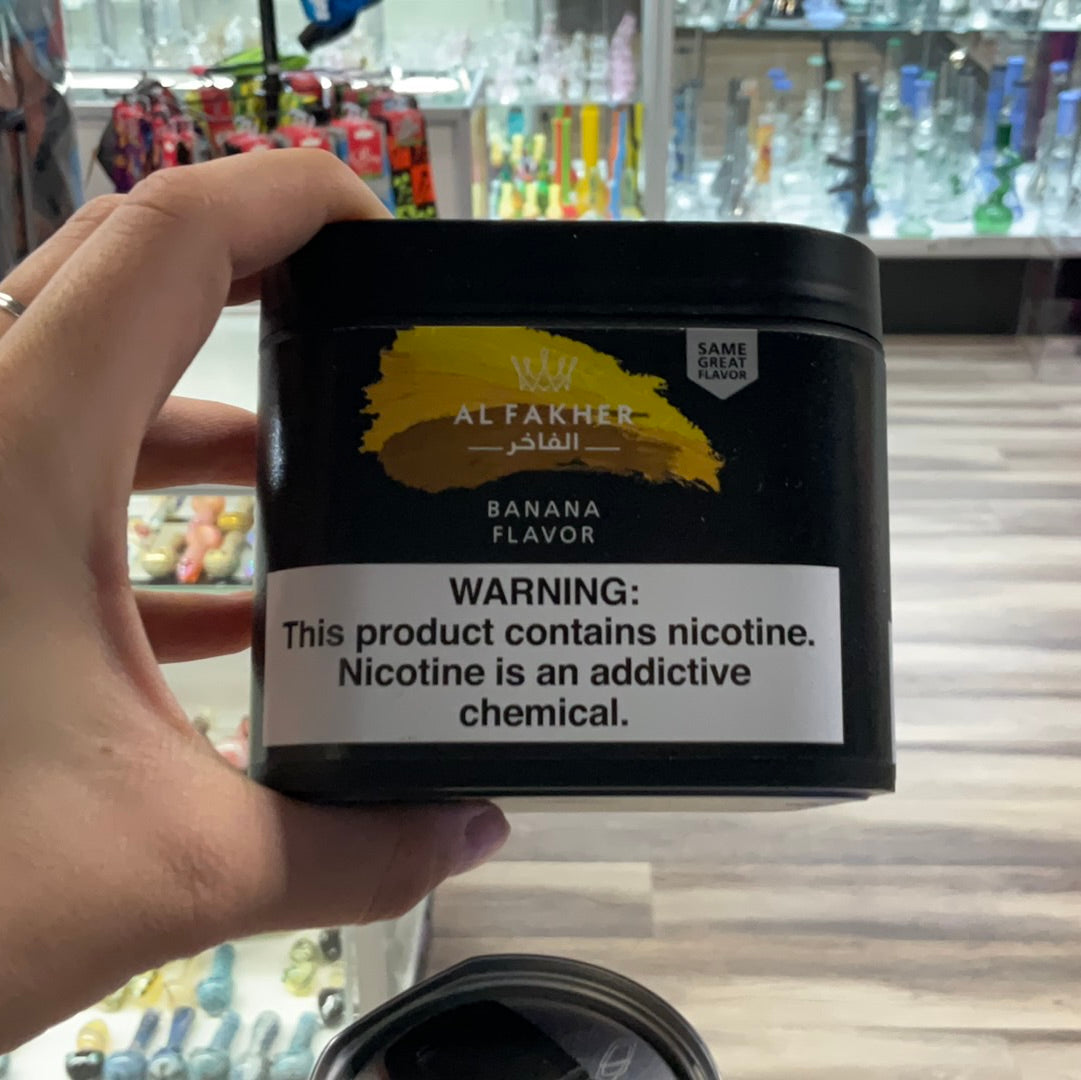 SAME
GREAT
FLAVOR
AL FAKHER
الفاخر
BANANA
FLAVOR
WARNING:
This product contains nicotine.
Nicotine is an addictive
chemical.